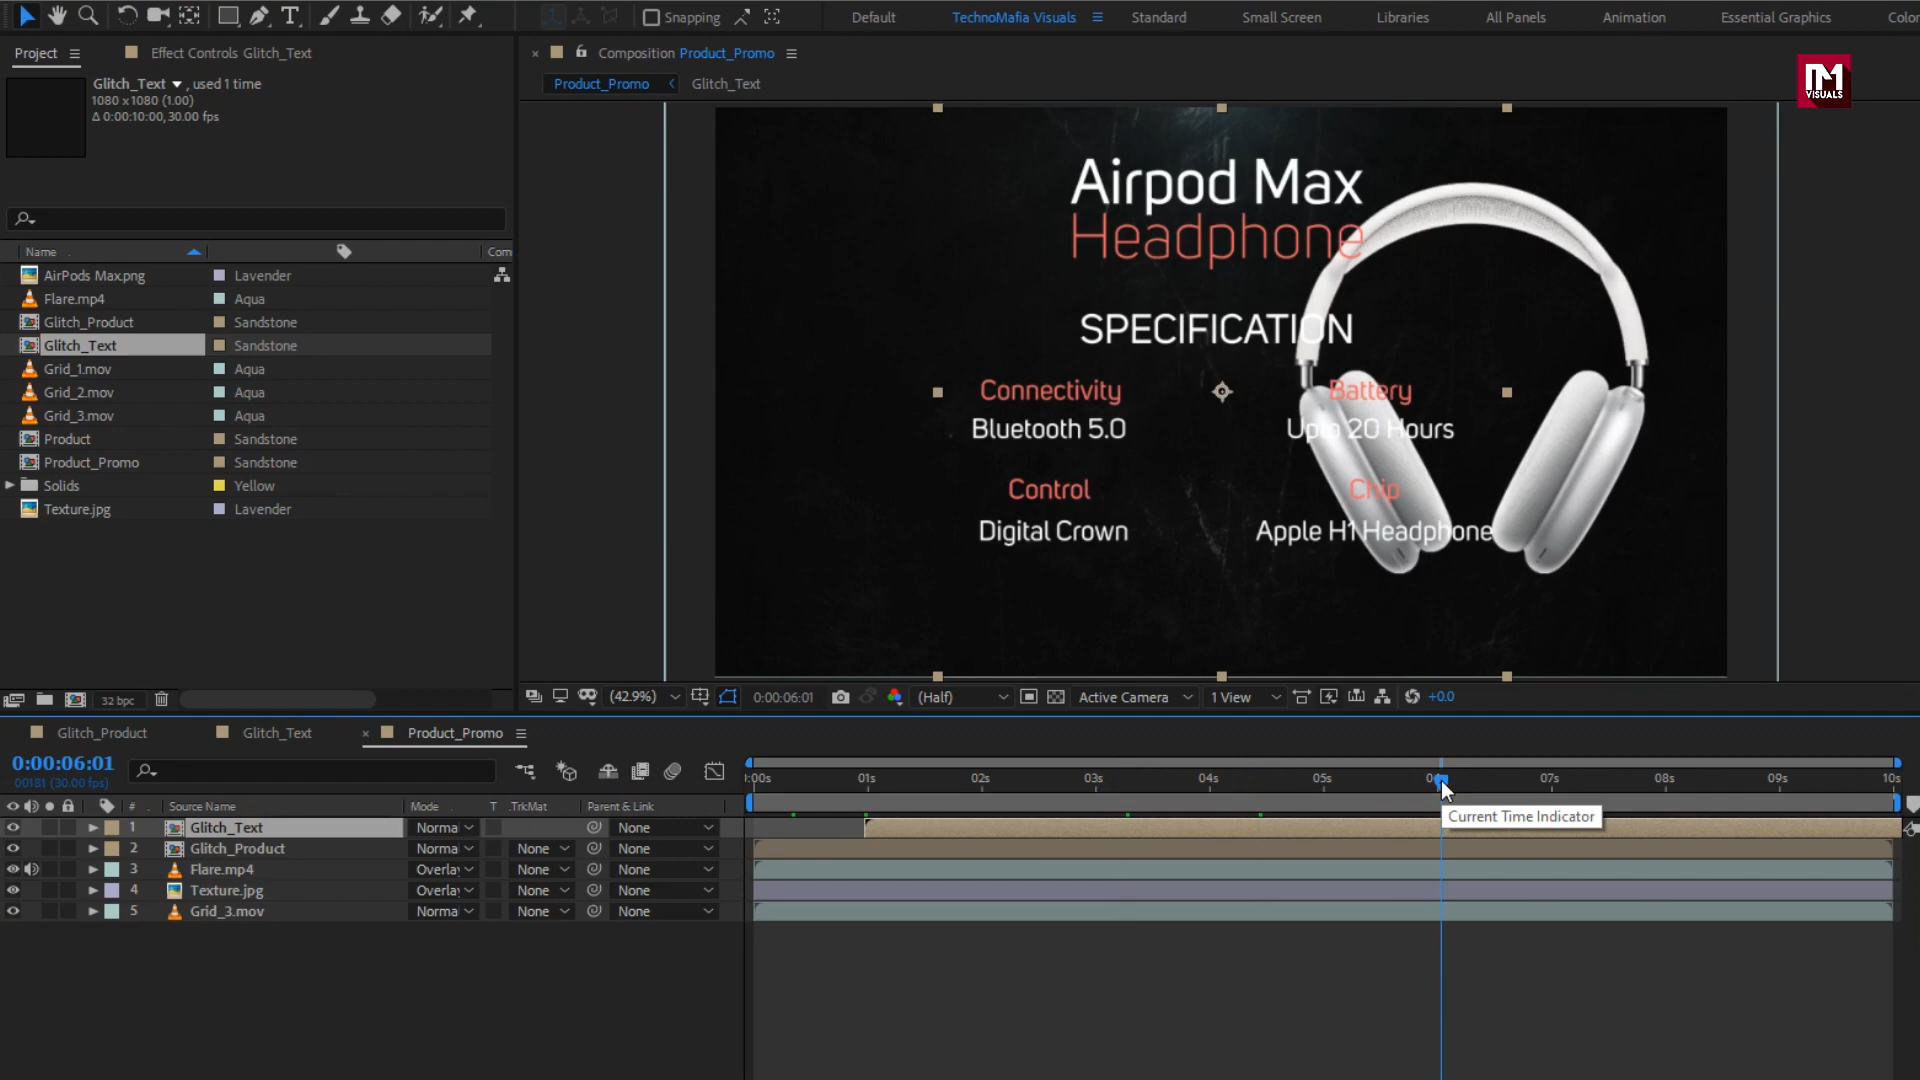 Snapping
Default
TechnoMafia Visuals
Standard
Small Screen
Libraries
All Panels
Animation
Essential Graphics
Color
Project
Effect Controls Glitch_Text
Composition Product_Promo
Product_Promo
Glitch_Text
Glitch_Text ▼, used 1 time
1080 x1080 (1.00)
Δ 0:00:10:00, 30.00 fps
VISUALS
Airpod Max
Headphone
SPECIFICATION
Connectivity
Battery
Bluetooth 5.0
Upto 20 Hours
Control
Chip
Digital Crown
Apple H1 Headphone
Name
Com
AirPods Max.png Lavender
Flare.mp4 Aqua
Glitch_Product Sandstone
Glitch_Text Sandstone
Grid_1.mov Aqua
Grid_2.mov Aqua
Grid_3.mov Aqua
Product Sandstone
Product_Promo Sandstone
Solids Yellow
Texture.jpg Lavender
32 bpc
(42.9%)
0:00:06:01
(Half)
Active Camera
1 View
+0.0
Glitch_Product
Glitch_Text
Product_Promo
0:00:06:01
00181 (30.00 fps)
:00s 01s 02s 03s 04s 05s 07s 08s 09s 10s
# Source Name Mode T .TrkMat Parent & Link
1 Glitch_Text Norma None
2 Glitch_Product Norma None None
3 Flare.mp4 Overla None None
4 Texture.jpg Overla None None
5 Grid_3.mov Norma None None
Current Time Indicator